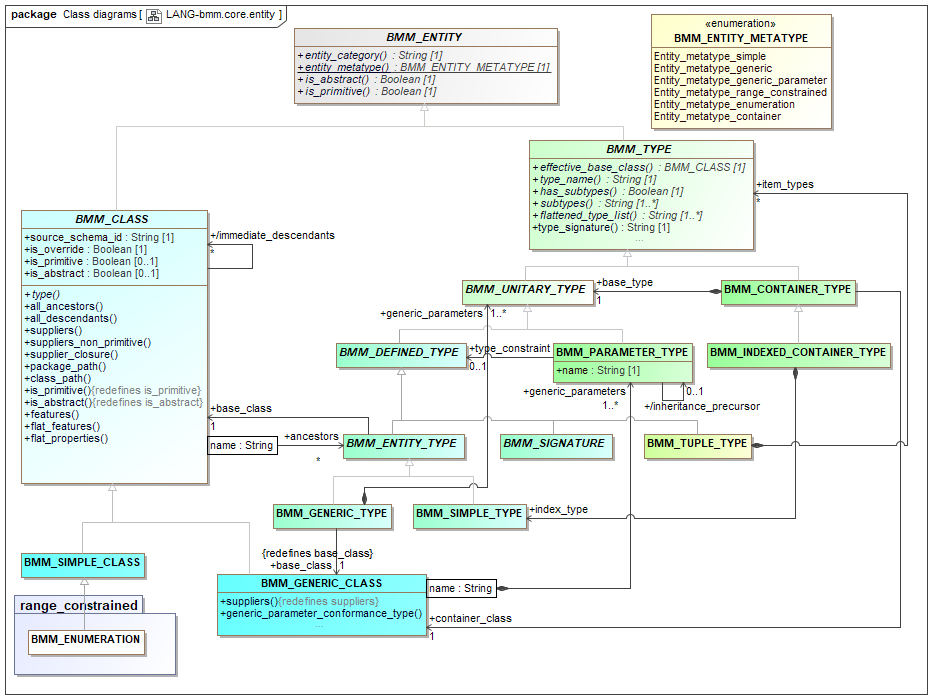 package Class diagrams [ LANG-bmm.core.entity ]
BMM_ENTITY
+entity_category() : String [1]
+entity_metatype() : BMM_ENTITY_METATYPE [1]
+is_abstract() : Boolean [1]
+is_primitive() : Boolean [1]
«enumeration»
BMM_ENTITY_METATYPE
Entity_metatype_simple
Entity_metatype_generic
Entity_metatype_generic_parameter
Entity_metatype_range_constrained
Entity_metatype_enumeration
Entity_metatype_container
BMM_TYPE
+effective_base_class() : BMM_CLASS [1]
+type_name() : String [1]
+has_subtypes() : Boolean [1]
+subtypes() : String [1..*]
+flattened_type_list() : String [1..*]
+type_signature() : String [1]
...
+item_types
*
BMM_CLASS
+source_schema_id : String [1]
+is_override : Boolean [1]
+is_primitive : Boolean [0..1]
+is_abstract : Boolean [0..1]
+type()
+all_ancestors()
+all_descendants()
+suppliers()
+suppliers_non_primitive()
+supplier_closure()
+package_path()
+class_path()
+is_primitive(){redefines is_primitive}
+is_abstract(){redefines is_abstract}
+features()
+flat_features()
+flat_properties()
+/immediate_descendants
*
BMM_UNITARY_TYPE
+base_type
1
BMM_CONTAINER_TYPE
+generic_parameters
1..*
BMM_DEFINED_TYPE
+type_constraint
0..1
BMM_PARAMETER_TYPE
+name : String [1]
BMM_INDEXED_CONTAINER_TYPE
+generic_parameters
1..*
0..1
+/inheritance_precursor
+base_class
1
name : String
+ancestors
*
BMM_ENTITY_TYPE
BMM_SIGNATURE
BMM_TUPLE_TYPE
BMM_GENERIC_TYPE
BMM_SIMPLE_TYPE
+index_type
{redefines base_class}
+base_class
1
BMM_SIMPLE_CLASS
BMM_GENERIC_CLASS
+suppliers(){redefines suppliers}
+generic_parameter_conformance_type()
...
name : String
+container_class
1
range_constrained
BMM_ENUMERATION